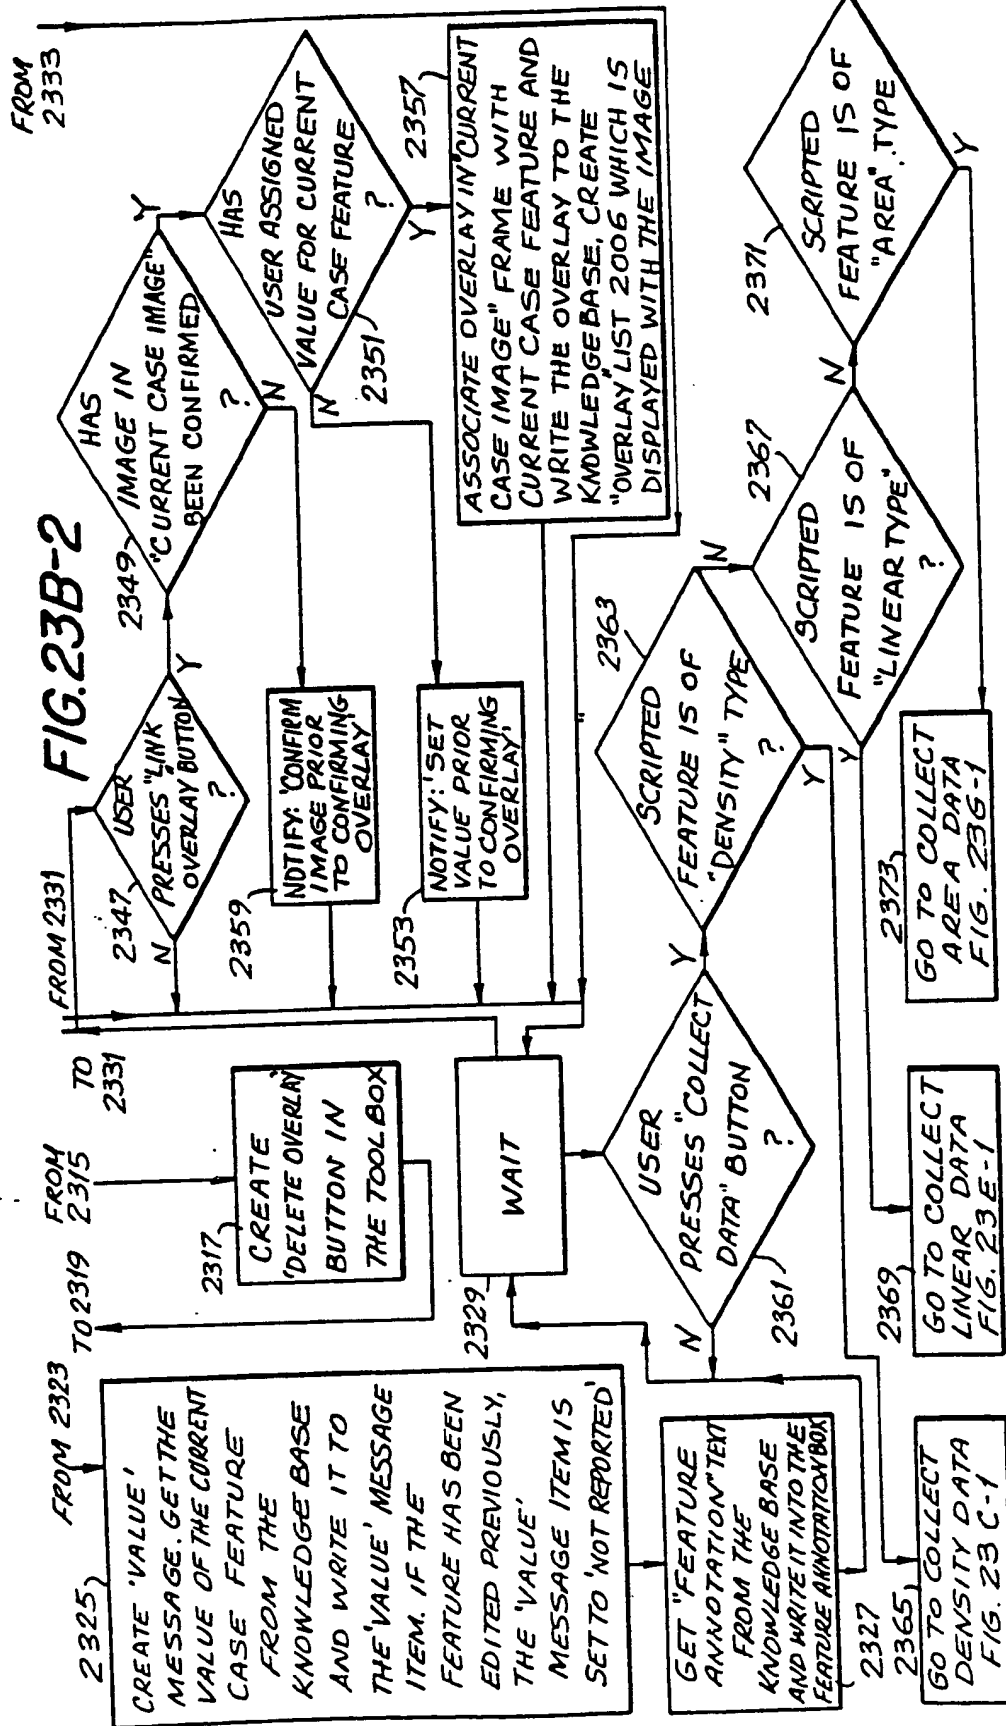 FIG. 23B-2
FROM 2323
2325
CREATE 'VALUE'
MESSAGE. GET THE
VALUE OF THE CURRENT
CASE FEATURE
FROM THE
KNOWLEDGE BASE
AND WRITE IT TO
THE 'VALUE' MESSAGE
ITEM. IF THE
FEATURE HAS BEEN
EDITED PREVIOUSLY,
THE 'VALUE'
MESSAGE ITEM IS
SET TO 'NOT REPORTED'
GET "FEATURE
ANNOTATION" TEXT
FROM THE
KNOWLEDGE BASE
AND WRITE IT INTO THE
FEATURE ANNOTATION BOX
2327
2365
GO TO COLLECT
DENSITY DATA
FIG. 23 C-1
TO 2319
FROM
2315
2317
CREATE
'DELETE OVERLAY'
BUTTON IN
THE TOOL BOX
TO
2331
2329
WAIT
USER
PRESSES "COLLECT
DATA" BUTTON
?
2361
N
Y
2369
GO TO COLLECT
LINEAR DATA
FIG. 23E-1
FROM 2331
2347
USER
PRESSES "LINK
OVERLAY BUTTON
?
N
Y
2359
NOTIFY: 'CONFIRM
IMAGE PRIOR
TO CONFIRMING
OVERLAY'
2353
NOTIFY: 'SET
VALUE PRIOR
TO CONFIRMING
OVERLAY'
2349
HAS
IMAGE IN
"CURRENT CASE IMAGE"
BEEN CONFIRMED
?
Y
N
HAS
USER ASSIGNED
VALUE FOR CURRENT
CASE FEATURE
?
2351
N
Y
2357
FROM
2333
ASSOCIATE OVERLAY IN "CURRENT
CASE IMAGE" FRAME WITH
CURRENT CASE FEATURE AND
WRITE THE OVERLAY TO THE
KNOWLEDGE BASE, CREATE
"OVERLAY" LIST 2006 WHICH IS
DISPLAYED WITH THE IMAGE
2363
SCRIPTED
FEATURE IS OF
"DENSITY" TYPE
?
Y
N
2367
SCRIPTED
FEATURE IS OF
"LINEAR TYPE"
?
Y
N
2371
SCRIPTED
FEATURE IS OF
"AREA" TYPE
Y
2373
GO TO COLLECT
AREA DATA
FIG. 23G-1